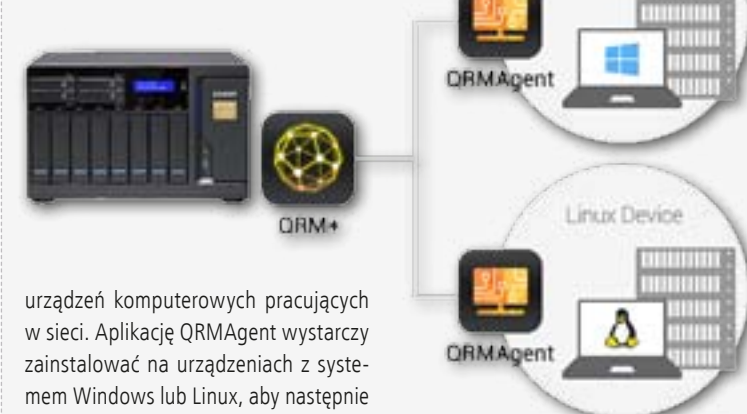 QRMAgent
QRM+
Linux Device
QRMAgent
urządzeń komputerowych pracujących
w sieci. Aplikację QRMAgent wystarczy
zainstalować na urządzeniach z syste-
mem Windows lub Linux, aby następnie